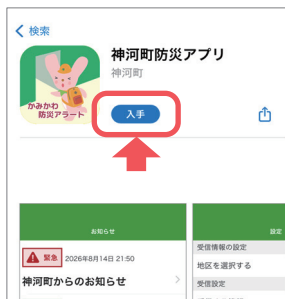 検索
神河町防災アプリ
神河町
かみかわ
防災アラート
入手
お知らせ
緊急 2026年8月14日 21:50
神河町からのお知らせ
設定
受信情報の設定
地区を選択する
受信設定